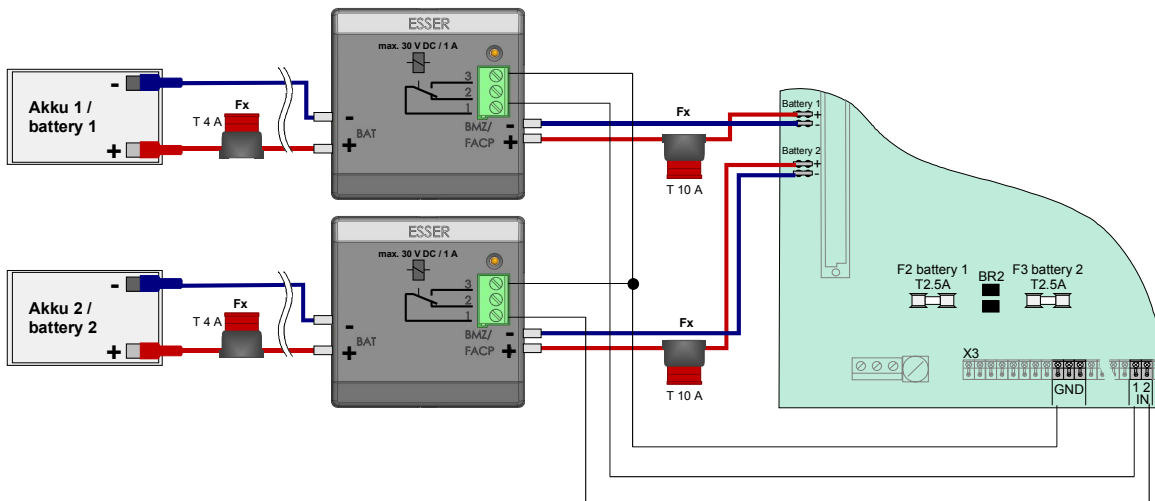 Akku 1 /
battery 1
-
+
T 4 A
Fx
ESSER
max. 30 V DC / 1 A
3
2
1
-
+
BAT
BMZ/
FACP
-
+
Fx
T 10 A
Akku 2 /
battery 2
-
+
T 4 A
Fx
ESSER
max. 30 V DC / 1 A
3
2
1
-
+
BAT
BMZ/
FACP
-
+
Fx
T 10 A
Battery 1
+
-
Battery 2
+
-
F2 battery 1
T2.5A
BR2
F3 battery 2
T2.5A
X3
GND
1 2
IN